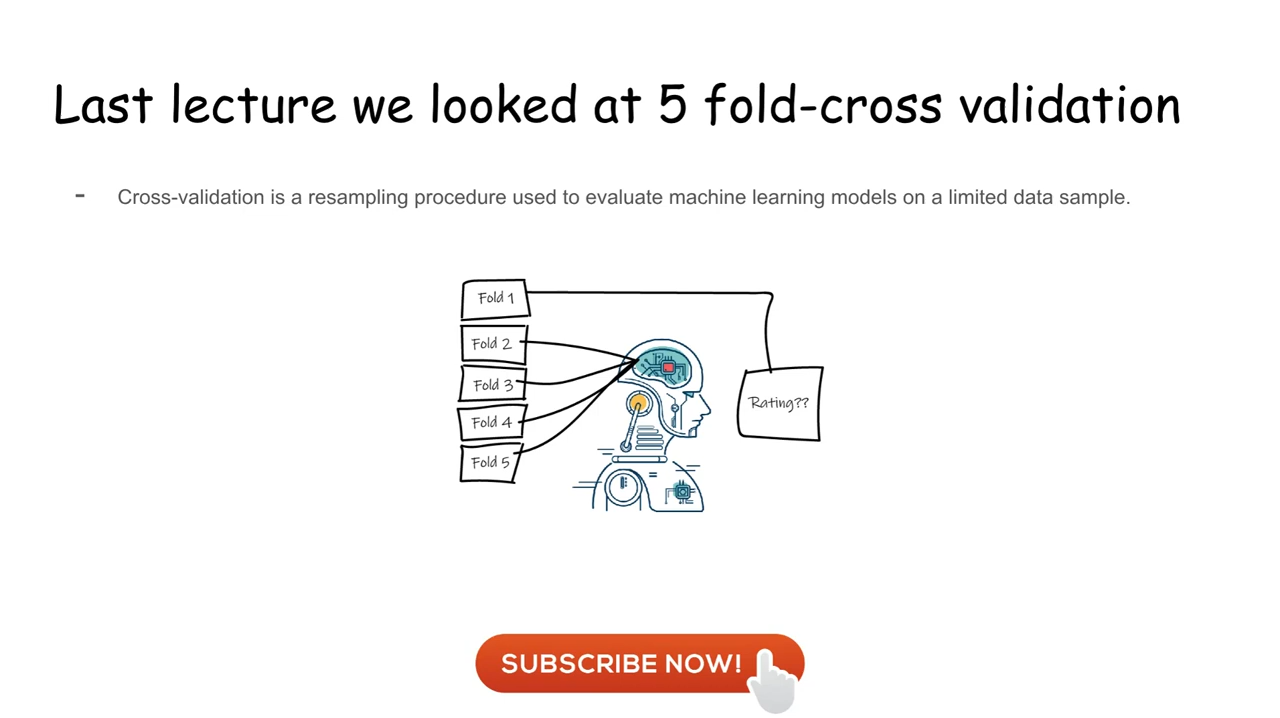 Last lecture we looked at 5 fold-cross validation
- Cross-validation is a resampling procedure used to evaluate machine learning models on a limited data sample.
Fold 1
Fold 2
Fold 3
Fold 4
Fold 5
Rating??
SUBSCRIBE NOW!